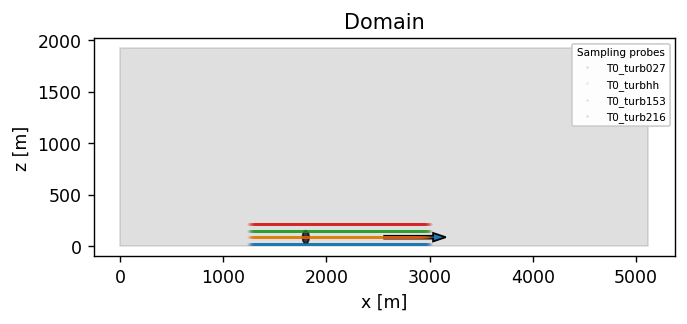 Domain
2000
1500
1000
500
0
z [m]
Sampling probes
T0_turb027
T0_turbhh
T0_turb153
T0_turb216
0 1000 2000 3000 4000 5000
x [m]